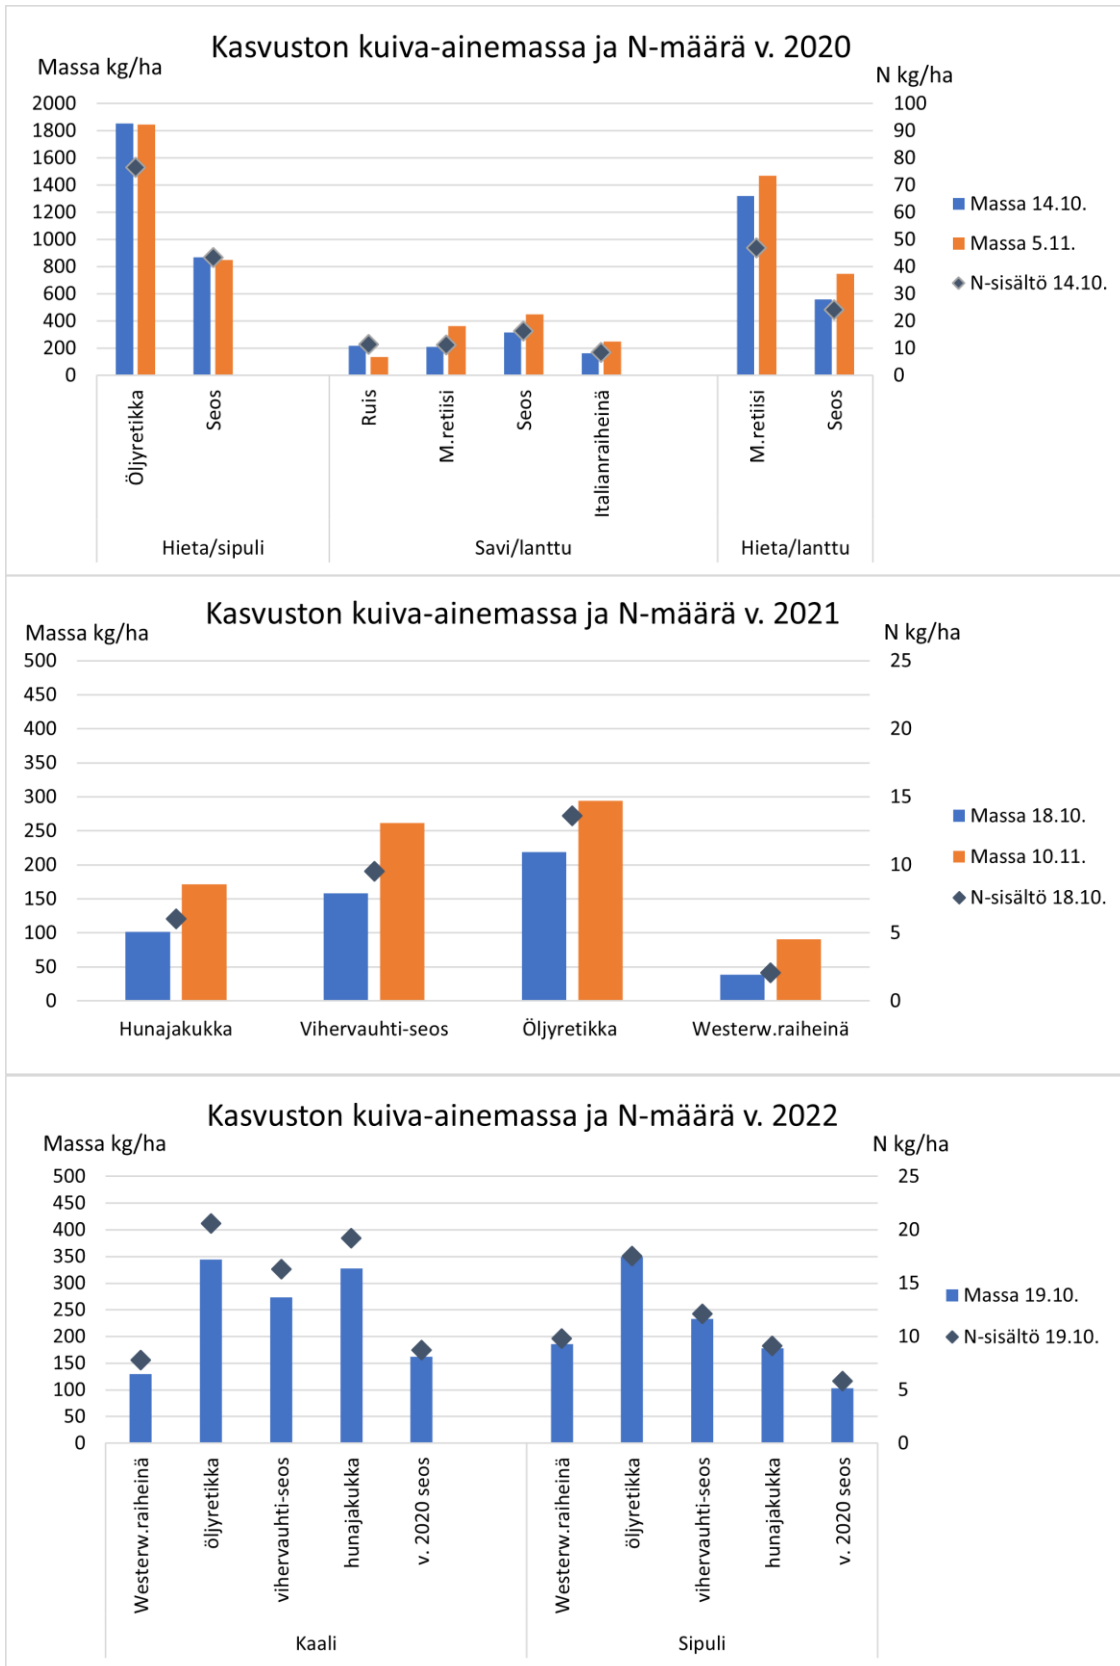 Kasvuston kuiva-ainemassa ja N-määrä v. 2020
Massa kg/ha
N kg/ha
2000
1800
1600
1400
1200
1000
800
600
400
200
0
100
90
80
70
60
50
40
30
20
10
0
Massa 14.10.
Massa 5.11.
N-sisältö 14.10.
Öljyretikka
Seos
Ruis
M.retiisi
Seos
Italianraiheinä
M.retiisi
Seos
Hieta/sipuli
Savi/lanttu
Hieta/lanttu
Kasvuston kuiva-ainemassa ja N-määrä v. 2021
Massa kg/ha
N kg/ha
500
450
400
350
300
250
200
150
100
50
0
25
20
15
10
5
0
Massa 18.10.
Massa 10.11.
N-sisältö 18.10.
Hunajakukka
Vihervauhti-seos
Öljyretikka
Westerw.raiheinä
Kasvuston kuiva-ainemassa ja N-määrä v. 2022
Massa kg/ha
N kg/ha
500
450
400
350
300
250
200
150
100
50
0
25
20
15
10
5
0
Massa 19.10.
N-sisältö 19.10.
Westerw.raiheinä
öljyretikka
vihervauhti-seos
hunajakukka
v. 2020 seos
Westerw.raiheinä
öljyretikka
vihervauhti-seos
hunajakukka
v. 2020 seos
Kaali
Sipuli